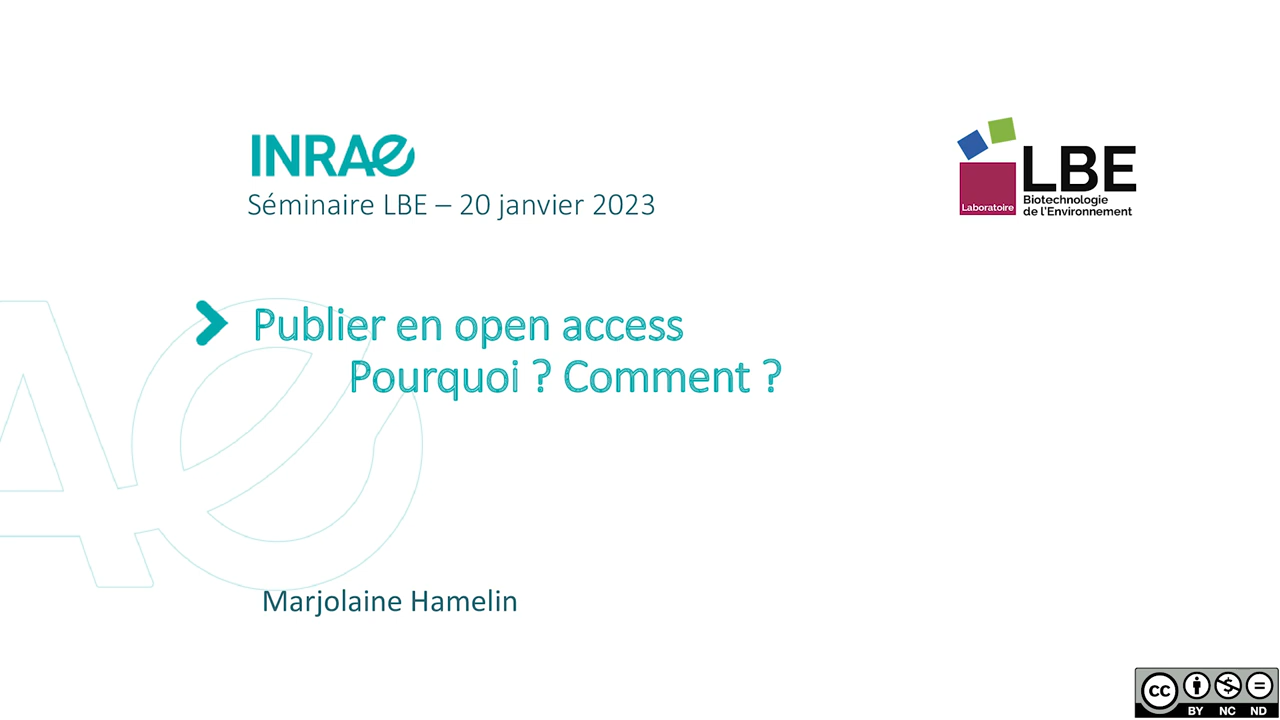 INRAE
Séminaire LBE – 20 janvier 2023
LBE
Laboratoire
Biotechnologie
de l'Environnement
Publier en open access
Pourquoi ? Comment ?
Marjolaine Hamelin
cc
BY NC ND